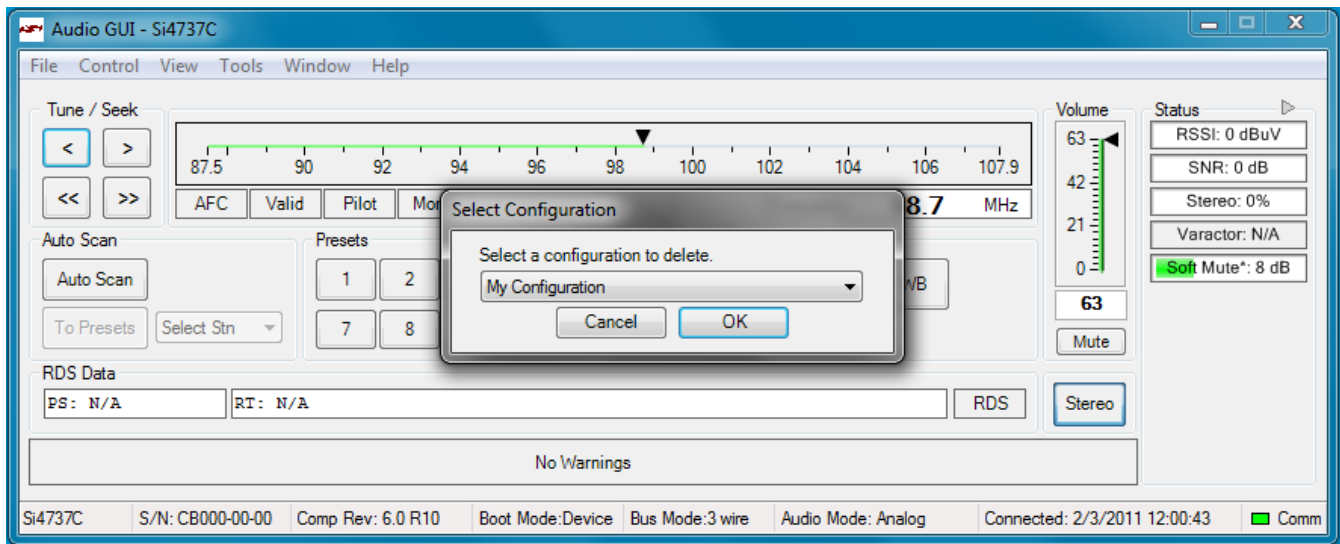 Audio GUI - Si4737C
File Control View Tools Window Help
Tune / Seek
< >
<< >>
87.5 90 92 94 96 98 100 102 104 106 107.9
AFC Valid Pilot 8.7 MHz
Volume
63
42
21
0
63
Mute
Status
RSSI: 0 dBuV
SNR: 0 dB
Stereo: 0%
Varactor: N/A
Soft Mute*: 8 dB
Select Configuration
Select a configuration to delete.
My Configuration
Cancel OK
Auto Scan
Auto Scan
To Presets Select Stn
Presets
1 2
7 8
RDS Data
PS: N/A RT: N/A RDS
Stereo
No Warnings
Si4737C S/N: CB000-00-00 Comp Rev: 6.0 R10 Boot Mode:Device Bus Mode:3 wire Audio Mode: Analog Connected: 2/3/2011 12:00:43 Comm